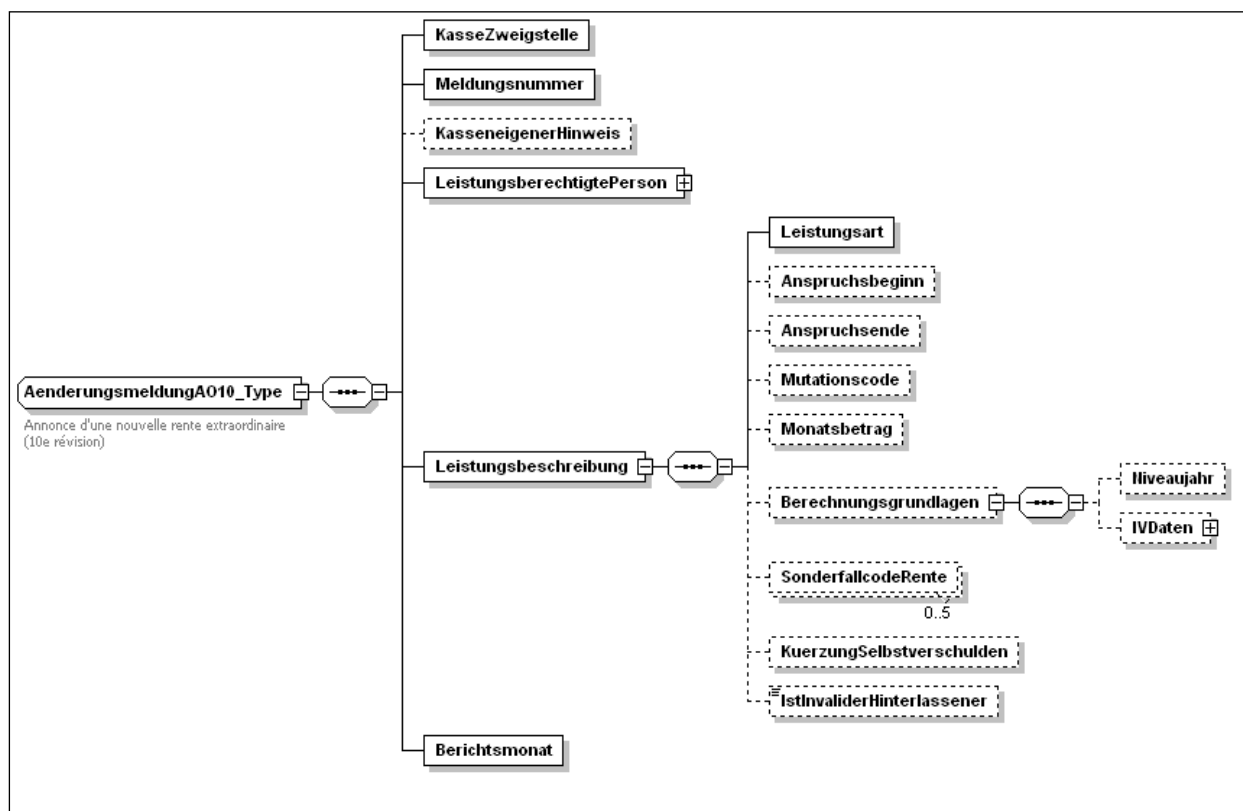 KasseZweigstelle
Meldungsnummer
KasseneigenerHinweis
LeistungsberechtigtePerson
AenderungsmeldungAO10_Type
Annonce d'une nouvelle rente extraordinaire
(10e révision)
Leistungsbeschreibung
Leistungsart
Anspruchsbeginn
Anspruchsende
Mutationscode
Monatsbetrag
Berechnungsgrundlagen
Niveaujahr
IVDaten
SonderfallcodeRente
0..5
KuerzungSelbstverschulden
IstInvaliderHinterlassener
Berichtsmonat